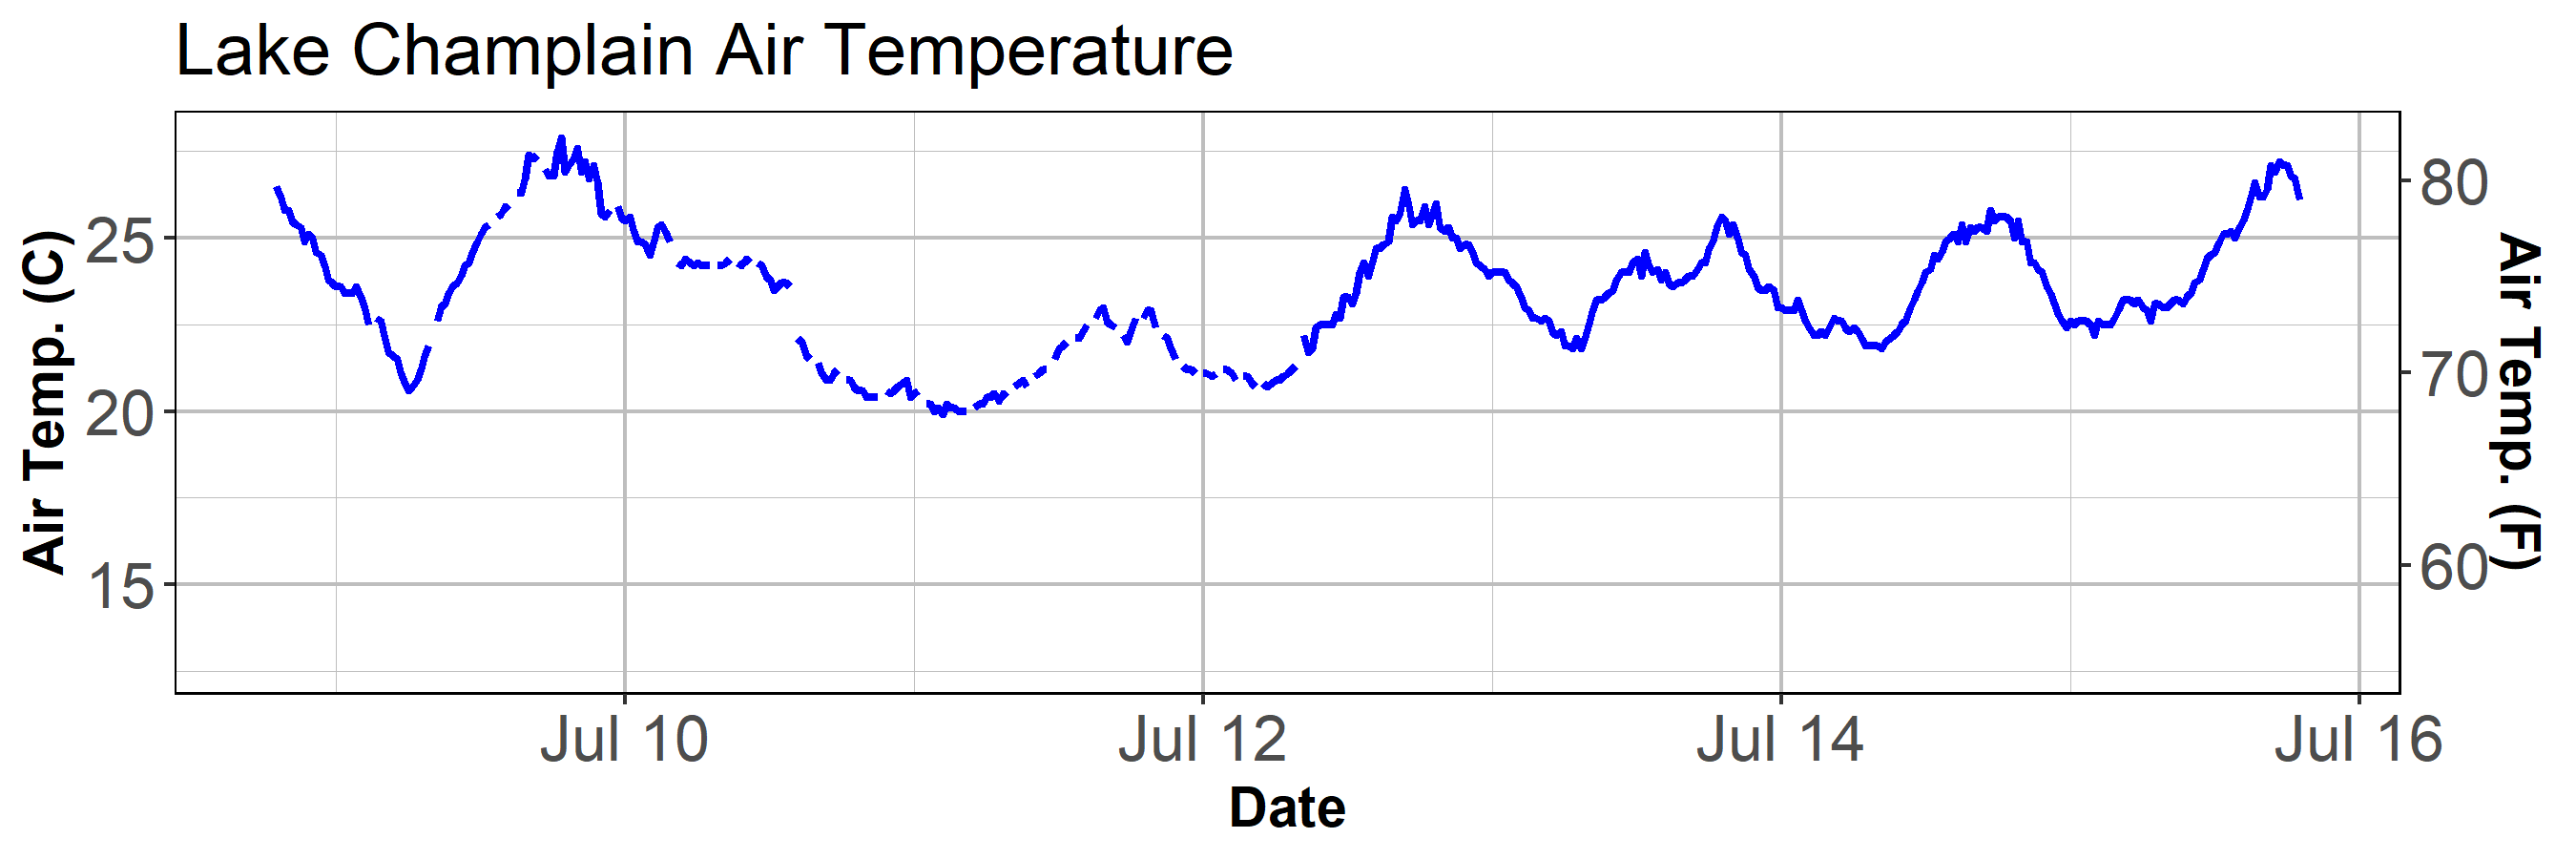 Lake Champlain Air Temperature
Air Temp. (C)
25
20
15
80
70
60
Air Temp. (F)
Jul 10 Jul 12 Jul 14 Jul 16
Date